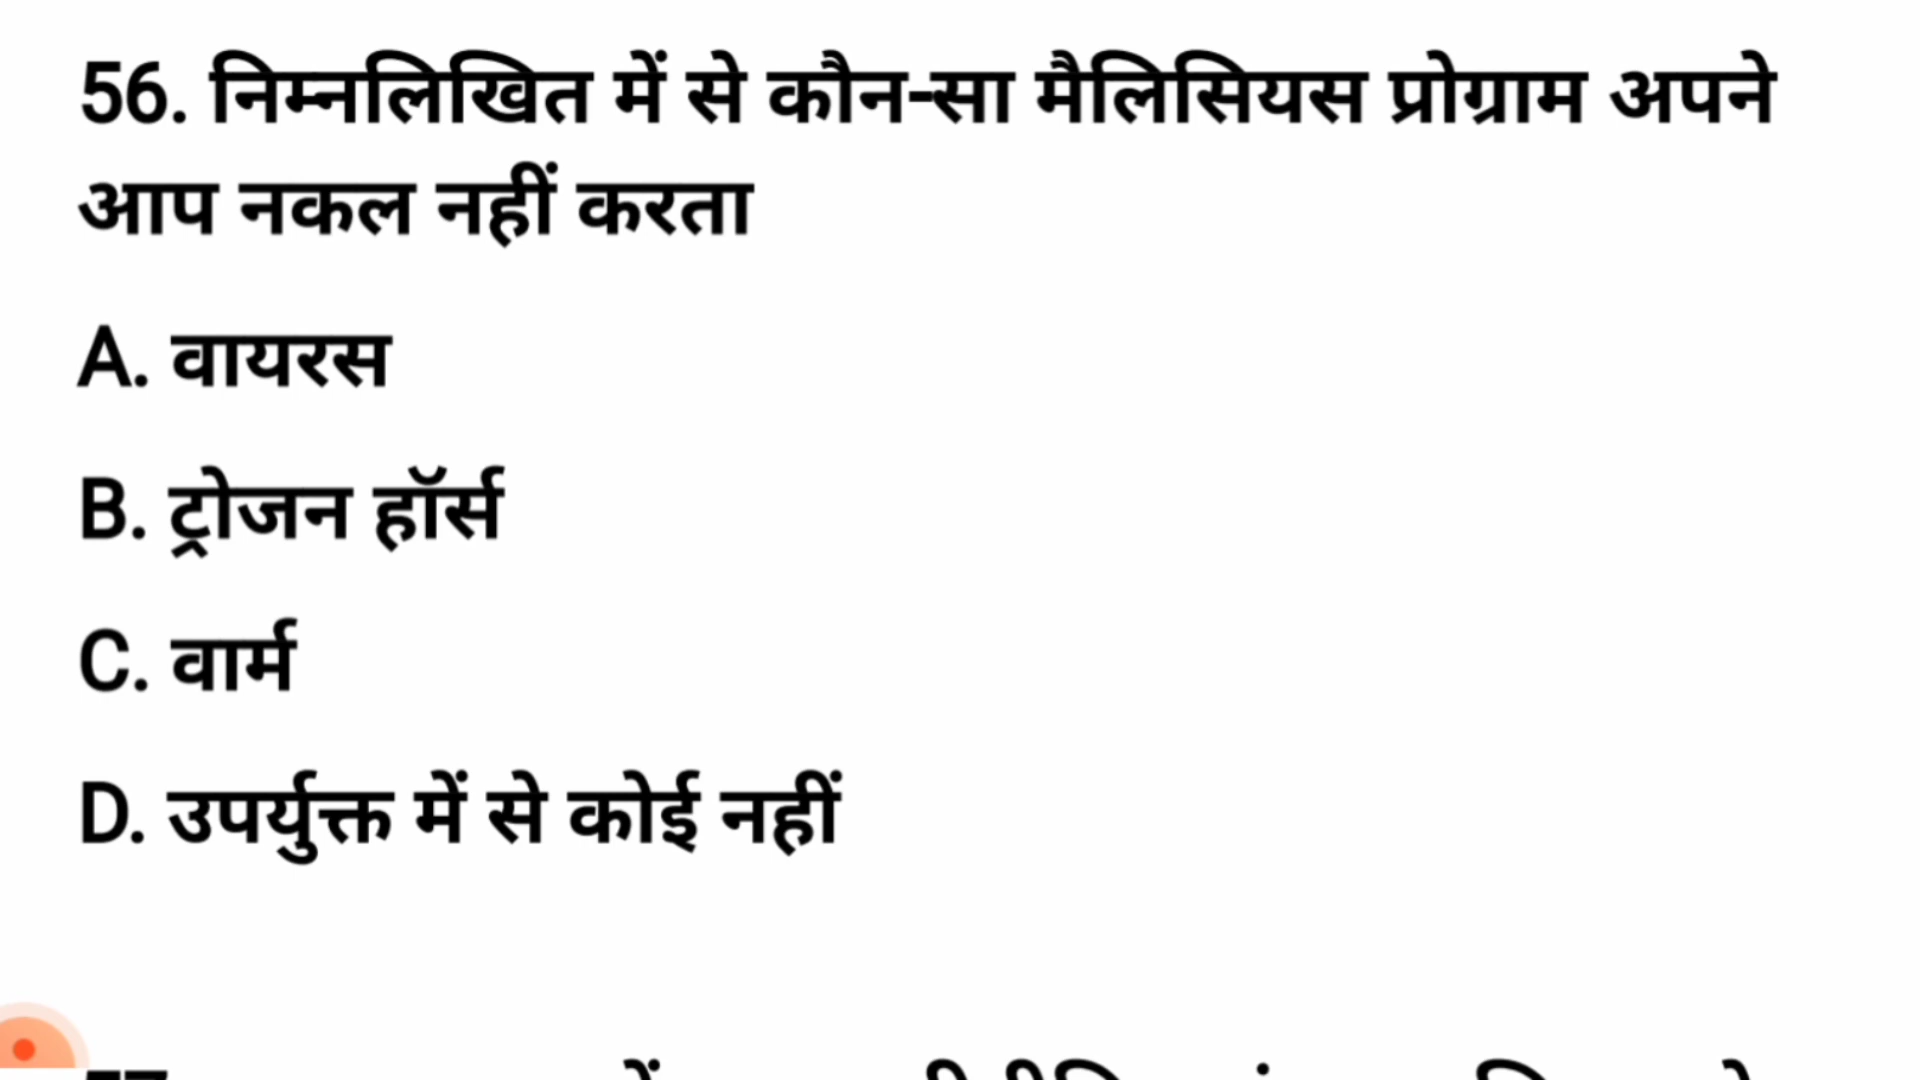 56. निम्नलिखित में से कौन-सा मैलिसियस प्रोग्राम अपने
आप नकल नहीं करता
A. वायरस
B. ट्रोजन हॉर्स
C. वार्म
D. उपर्युक्त में से कोई नहीं